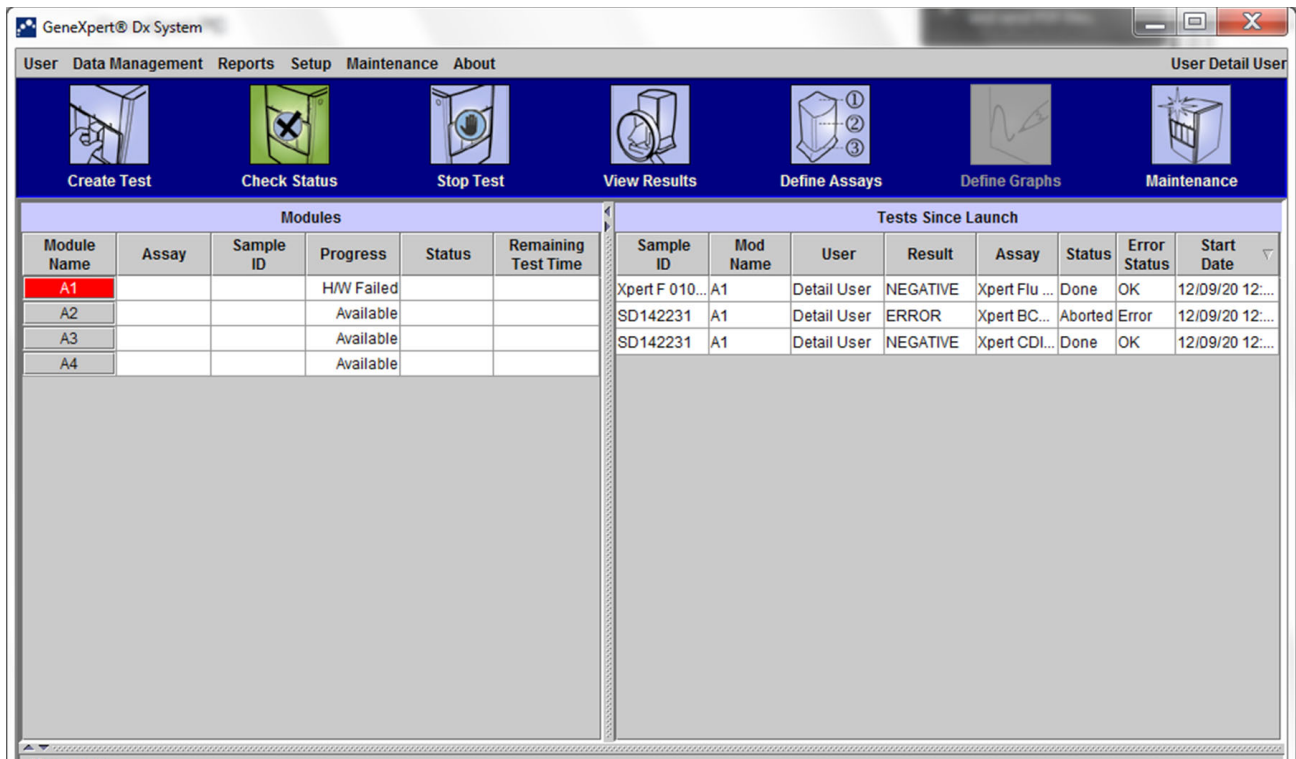 GeneXpert® Dx System
User Data Management Reports Setup Maintenance About User Detail User
① ② ③
Create Test Check Status Stop Test View Results Define Assays Define Graphs Maintenance
Modules
Module Name Assay Sample ID Progress Status Remaining Test Time
A1 H/W Failed
A2 Available
A3 Available
A4 Available
Tests Since Launch
Sample ID Mod Name User Result Assay Status Error Status Start Date
Xpert F 010... A1 Detail User NEGATIVE Xpert Flu ... Done OK 12/09/20 12:...
SD142231 A1 Detail User ERROR Xpert BC... Aborted Error 12/09/20 12:...
SD142231 A1 Detail User NEGATIVE Xpert CDI... Done OK 12/09/20 12:...